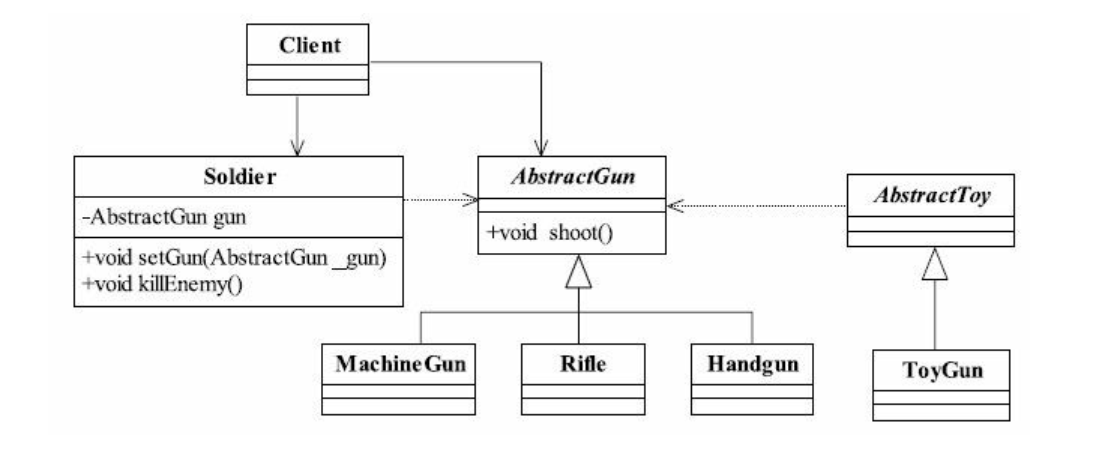 Client
Soldier
-AbstractGun gun
+void setGun(AbstractGun _gun)
+void killEnemy()
AbstractGun
+void shoot()
AbstractToy
MachineGun
Rifle
Handgun
ToyGun